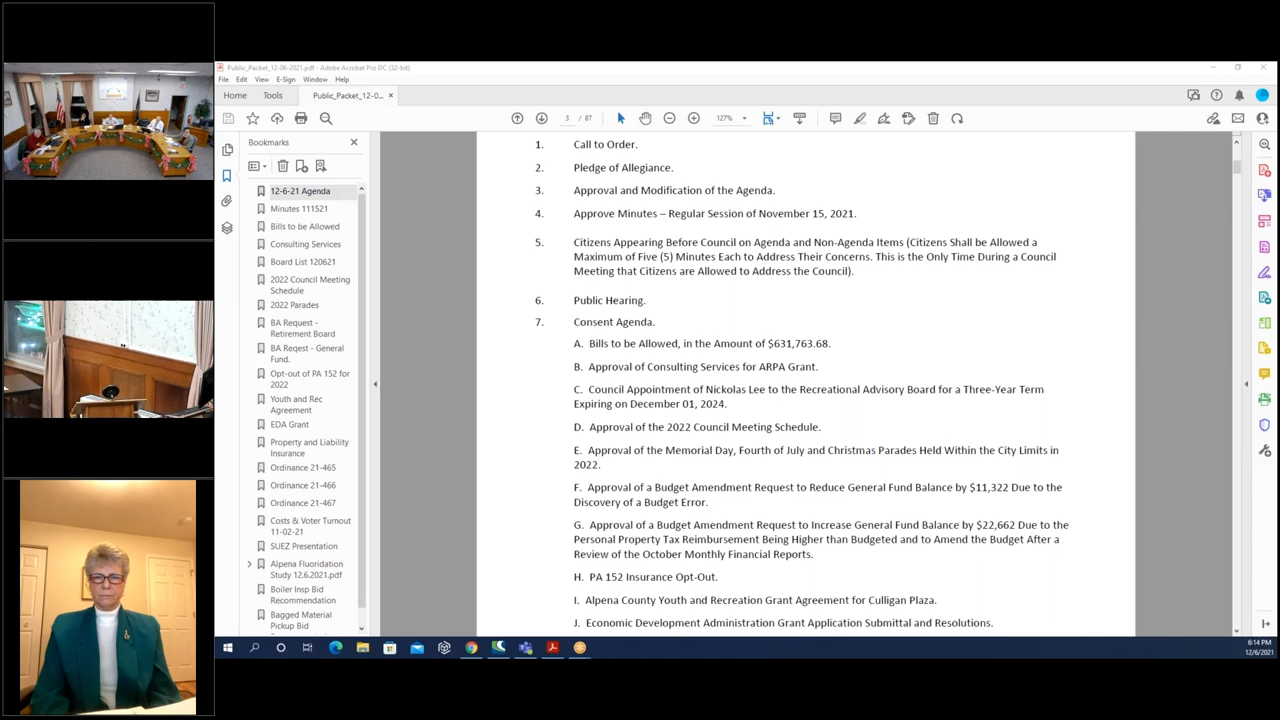 Public_Packet_12-06-2021.pdf - Adobe Acrobat Pro DC (32-bit)
File Edit View E-Sign Window Help
Home Tools Public_Packet_12-0... ×
3 / 87 127%
Bookmarks
12-6-21 Agenda
Minutes 111521
Bills to be Allowed
Consulting Services
Board List 120621
2022 Council Meeting
Schedule
2022 Parades
BA Request -
Retirement Board
BA Reqest - General
Fund.
Opt-out of PA 152 for
2022
Youth and Rec
Agreement
EDA Grant
Property and Liability
Insurance
Ordinance 21-465
Ordinance 21-466
Ordinance 21-467
Costs & Voter Turnout
11-02-21
SUEZ Presentation
Alpena Fluoridation
Study 12.6.2021.pdf
Boiler Insp Bid
Recommendation
Bagged Material
Pickup Bid
1. Call to Order.
2. Pledge of Allegiance.
3. Approval and Modification of the Agenda.
4. Approve Minutes – Regular Session of November 15, 2021.
5. Citizens Appearing Before Council on Agenda and Non-Agenda Items (Citizens Shall be Allowed a
Maximum of Five (5) Minutes Each to Address Their Concerns. This is the Only Time During a Council
Meeting that Citizens are Allowed to Address the Council).
6. Public Hearing.
7. Consent Agenda.
A. Bills to be Allowed, in the Amount of $631,763.68.
B. Approval of Consulting Services for ARPA Grant.
C. Council Appointment of Nickolas Lee to the Recreational Advisory Board for a Three-Year Term
Expiring on December 01, 2024.
D. Approval of the 2022 Council Meeting Schedule.
E. Approval of the Memorial Day, Fourth of July and Christmas Parades Held Within the City Limits in
2022.
F. Approval of a Budget Amendment Request to Reduce General Fund Balance by $11,322 Due to the
Discovery of a Budget Error.
G. Approval of a Budget Amendment Request to Increase General Fund Balance by $22,662 Due to the
Personal Property Tax Reimbursement Being Higher than Budgeted and to Amend the Budget After a
Review of the October Monthly Financial Reports.
H. PA 152 Insurance Opt-Out.
I. Alpena County Youth and Recreation Grant Agreement for Culligan Plaza.
J. Economic Development Administration Grant Application Submittal and Resolutions.
6:14 PM
12/6/2021